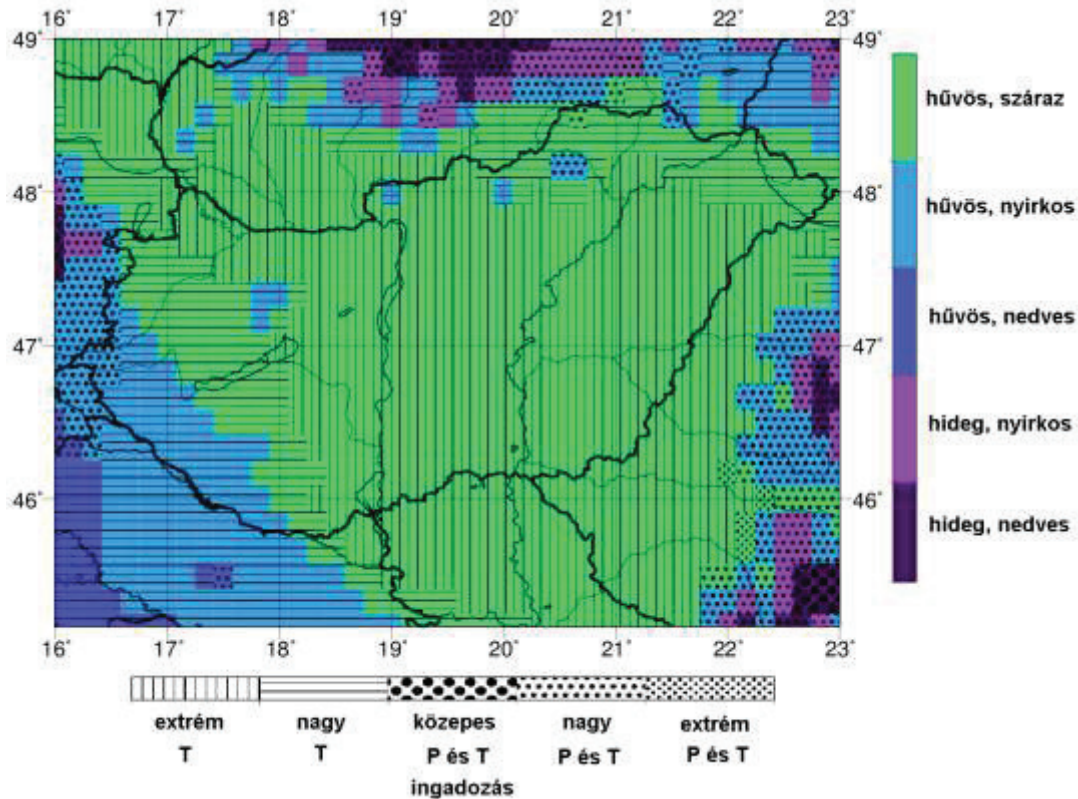 16° 17° 18° 19° 20° 21° 22° 23°
49° 49°
48° 48°
47° 47°
46° 46°
16° 17° 18° 19° 20° 21° 22° 23°
hűvös, száraz
hűvös, nyirkos
hűvös, nedves
hideg, nyirkos
hideg, nedves
extrém nagy közepes nagy extrém
T T P és T P és T P és T
ingadozás